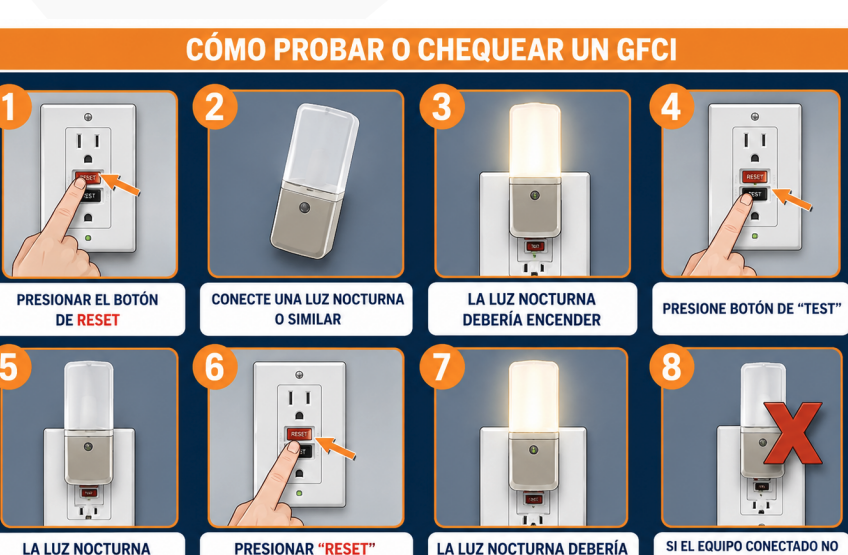 CÓMO PROBAR O CHEQUEAR UN GFCI
1
RESET
TEST
PRESIONAR EL BOTÓN
DE RESET
2
CONECTE UNA LUZ NOCTURNA
O SIMILAR
3
LA LUZ NOCTURNA
DEBERÍA ENCENDER
4
RESET
TEST
PRESIONE BOTÓN DE “TEST”
5
LA LUZ NOCTURNA
6
RESET
PRESIONAR “RESET”
7
LA LUZ NOCTURNA DEBERÍA
8
SI EL EQUIPO CONECTADO NO